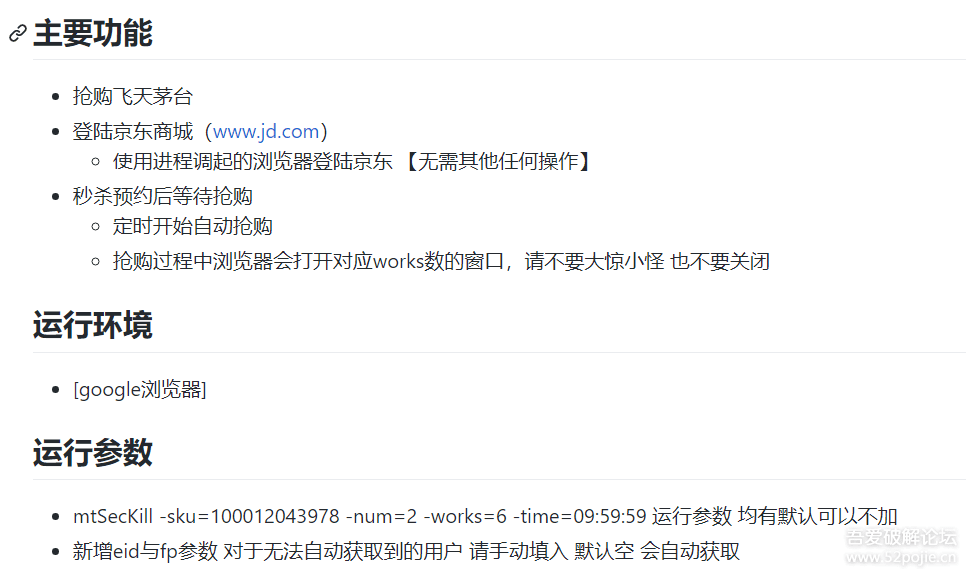 主要功能
抢购飞天茅台
登陆京东商城（www.jd.com）
使用进程调起的浏览器登陆京东 【无需其他任何操作】
秒杀预约后等待抢购
定时开始自动抢购
抢购过程中浏览器会打开对应works数的窗口，请不要大惊小怪 也不要关闭
运行环境
[google浏览器]
运行参数
mtSecKill -sku=100012043978 -num=2 -works=6 -time=09:59:59 运行参数 均有默认可以不加
新增eid与fp参数 对于无法自动获取到的用户 请手动填入 默认空 会自动获取
吾爱破解论坛
www.52pojie.cn